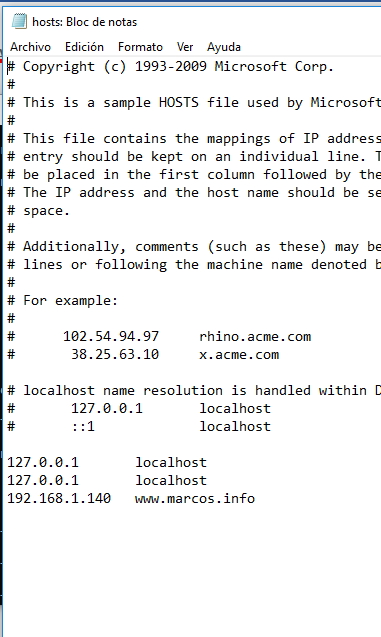 hosts: Bloc de notas
Archivo Edición Formato Ver Ayuda
# Copyright (c) 1993-2009 Microsoft Corp.
#
# This is a sample HOSTS file used by Microsoft
#
# This file contains the mappings of IP address
# entry should be kept on an individual line. T
# be placed in the first column followed by the
# The IP address and the host name should be se
# space.
#
# Additionally, comments (such as these) may be
# lines or following the machine name denoted b
#
# For example:
#
# 102.54.94.97 rhino.acme.com
# 38.25.63.10 x.acme.com

# localhost name resolution is handled within D
# 127.0.0.1 localhost
# ::1 localhost

127.0.0.1 localhost
127.0.0.1 localhost
192.168.1.140 www.marcos.info